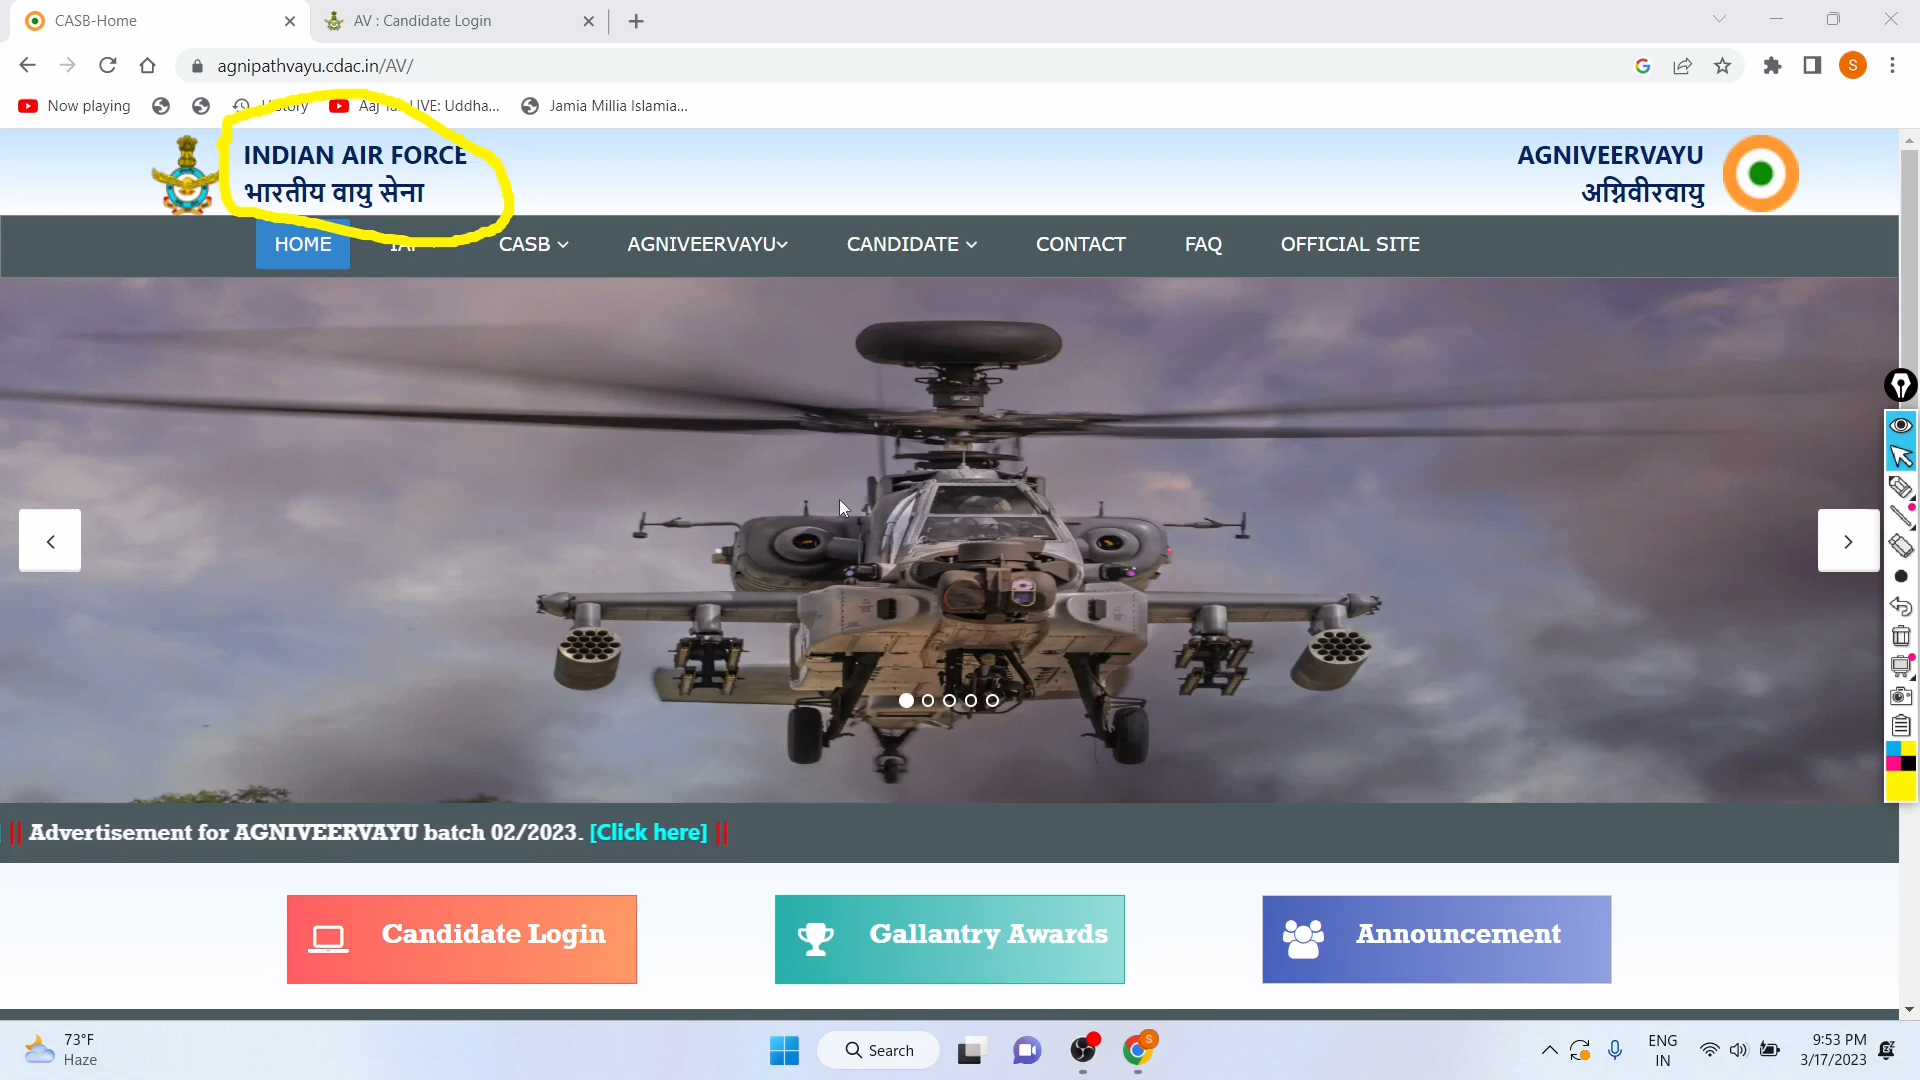 CASB-Home
AV : Candidate Login
agnipathvayu.cdac.in/AV/
S
Now playing
LIVE: Uddha...
Jamia Millia Islamia...
INDIAN AIR FORCE
भारतीय वायु सेना
AGNIVEERVAYU
अग्निवीरवायु
HOME
CASB
AGNIVEERVAYU
CANDIDATE
CONTACT
FAQ
OFFICIAL SITE
|| Advertisement for AGNIVEERVAYU batch 02/2023. [Click here] ||
Candidate Login
Gallantry Awards
Announcement
73°F
Haze
Search
S
ENG
IN
9:53 PM
3/17/2023